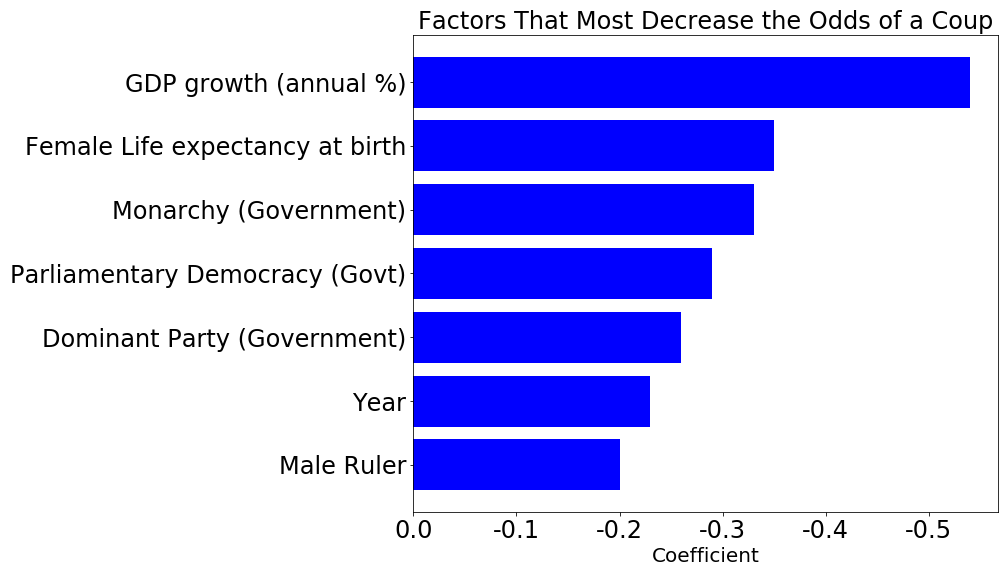 Factors That Most Decrease the Odds of a Coup
GDP growth (annual %)
Female Life expectancy at birth
Monarchy (Government)
Parliamentary Democracy (Govt)
Dominant Party (Government)
Year
Male Ruler
0.0 -0.1 -0.2 -0.3 -0.4 -0.5
Coefficient